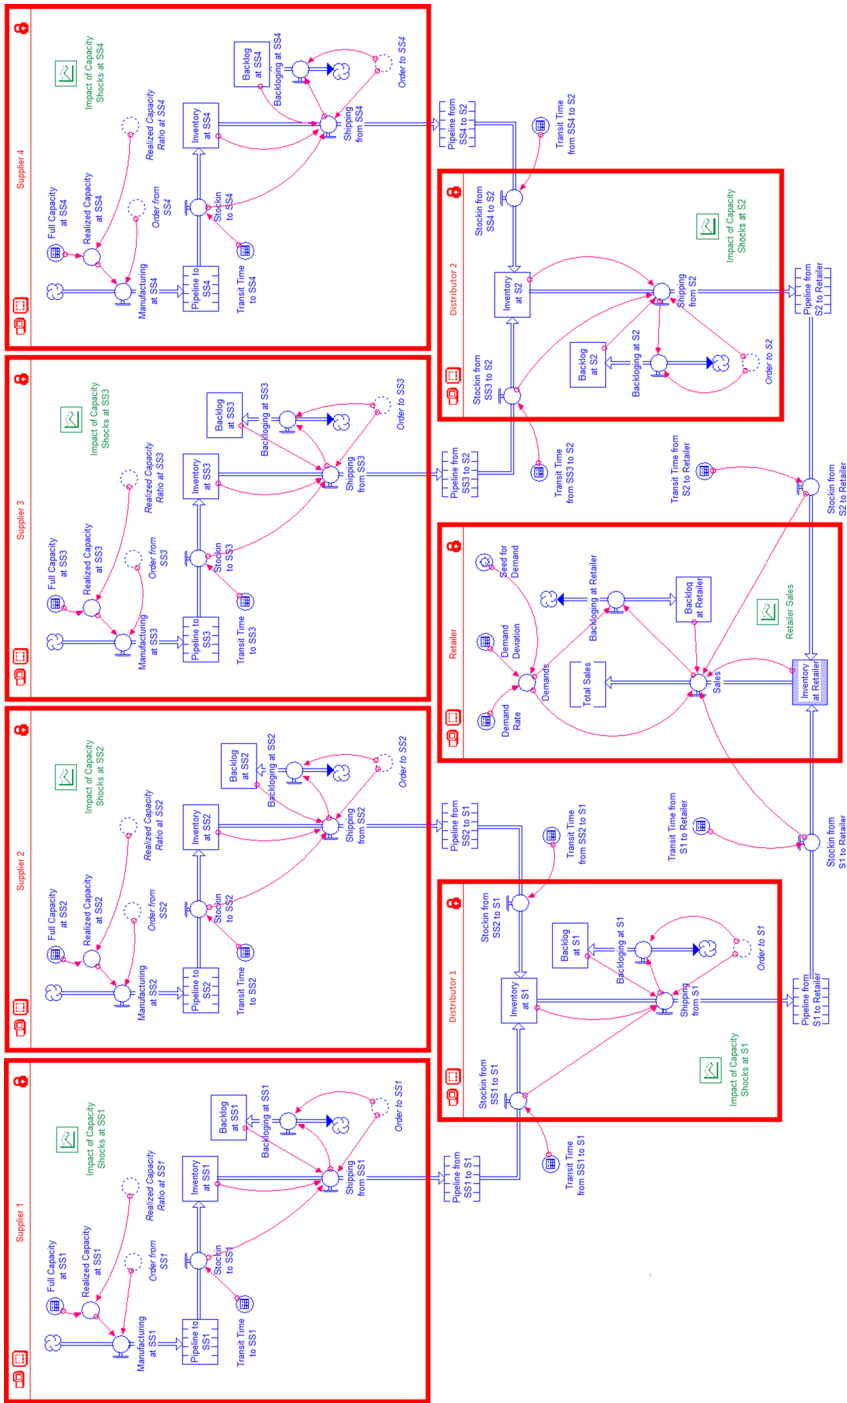 Supplier 1
Full Capacity
at SS1
Realized Capacity
at SS1
Realized Capacity
Ratio at SS1
Impact of Capacity
Shocks at SS1
Order from
SS1
Manufacturing
at SS1
Pipeline to
SS1
Stockin
to SS1
Transit Time
to SS1
Inventory
at SS1
Backlog
at SS1
Backloging at SS1
Order to SS1
Shipping
from SS1
Supplier 2
Full Capacity
at SS2
Realized Capacity
at SS2
Realized Capacity
Ratio at SS2
Impact of Capacity
Shocks at SS2
Order from
SS2
Manufacturing
at SS2
Pipeline to
SS2
Stockin
to SS2
Transit Time
to SS2
Inventory
at SS2
Backlog
at SS2
Backloging at SS2
Order to SS2
Shipping
from SS2
Supplier 3
Full Capacity
at SS3
Realized Capacity
at SS3
Realized Capacity
Ratio at SS3
Impact of Capacity
Shocks at SS3
Order from
SS3
Manufacturing
at SS3
Pipeline to
SS3
Stockin
to SS3
Transit Time
to SS3
Inventory
at SS3
Backlog
at SS3
Backloging at SS3
Order to SS3
Shipping
from SS3
Supplier 4
Full Capacity
at SS4
Realized Capacity
at SS4
Realized Capacity
Ratio at SS4
Impact of Capacity
Shocks at SS4
Order from
SS4
Manufacturing
at SS4
Pipeline to
SS4
Stockin
to SS4
Transit Time
to SS4
Inventory
at SS4
Backlog
at SS4
Backloging at SS4
Order to SS4
Shipping
from SS4
Pipeline from
SS1 to S1
Transit Time
from SS1 to S1
Pipeline from
SS2 to S1
Transit Time
from SS2 to S1
Distributor 1
Stockin from
SS1 to S1
Stockin from
SS2 to S1
Inventory
at S1
Backlog
at S1
Backloging at S1
Shipping
from S1
Order to S1
Impact of Capacity
Shocks at S1
Pipeline from
S1 to Retailer
Transit Time from
S1 to Retailer
Stockin from
S1 to Retailer
Retailer
Demand
Rate
Demand
Deviation
Seed for
Demand
Demands
Total Sales
Backloging at Retailer
Backlog
at Retailer
Sales
Inventory
at Retailer
Retailer Sales
Pipeline from
SS3 to S2
Transit Time
from SS3 to S2
Pipeline from
SS4 to S2
Transit Time
from SS4 to S2
Distributor 2
Stockin from
SS3 to S2
Stockin from
SS4 to S2
Inventory
at S2
Backlog
at S2
Backloging at S2
Shipping
from S2
Order to S2
Impact of Capacity
Shocks at S2
Pipeline from
S2 to Retailer
Transit Time from
S2 to Retailer
Stockin from
S2 to Retailer